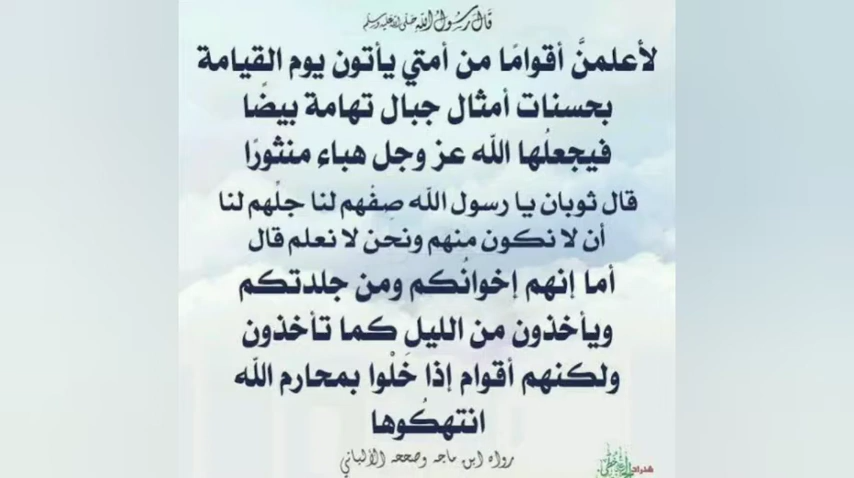 قال رسول الله صلى الله عليه وسلم
لأعلمنَّ أقوامًا من أمتي يأتون يوم القيامة
بحسنات أمثال جبال تهامة بيضًا
فيجعلُها الله عز وجل هباء منثورًا
قال ثوبان يا رسول الله صِفْهم لنا جلِّهم لنا
أن لا نكون منهم ونحن لا نعلم قال
أما إنهم إخوانُكم ومن جلدتكم
ويأخذون من الليل كما تأخذون
ولكنهم أقوام إذا خَلْوا بمحارم الله
انتهكُوها
رواه ابن ماجه وصححه الألباني